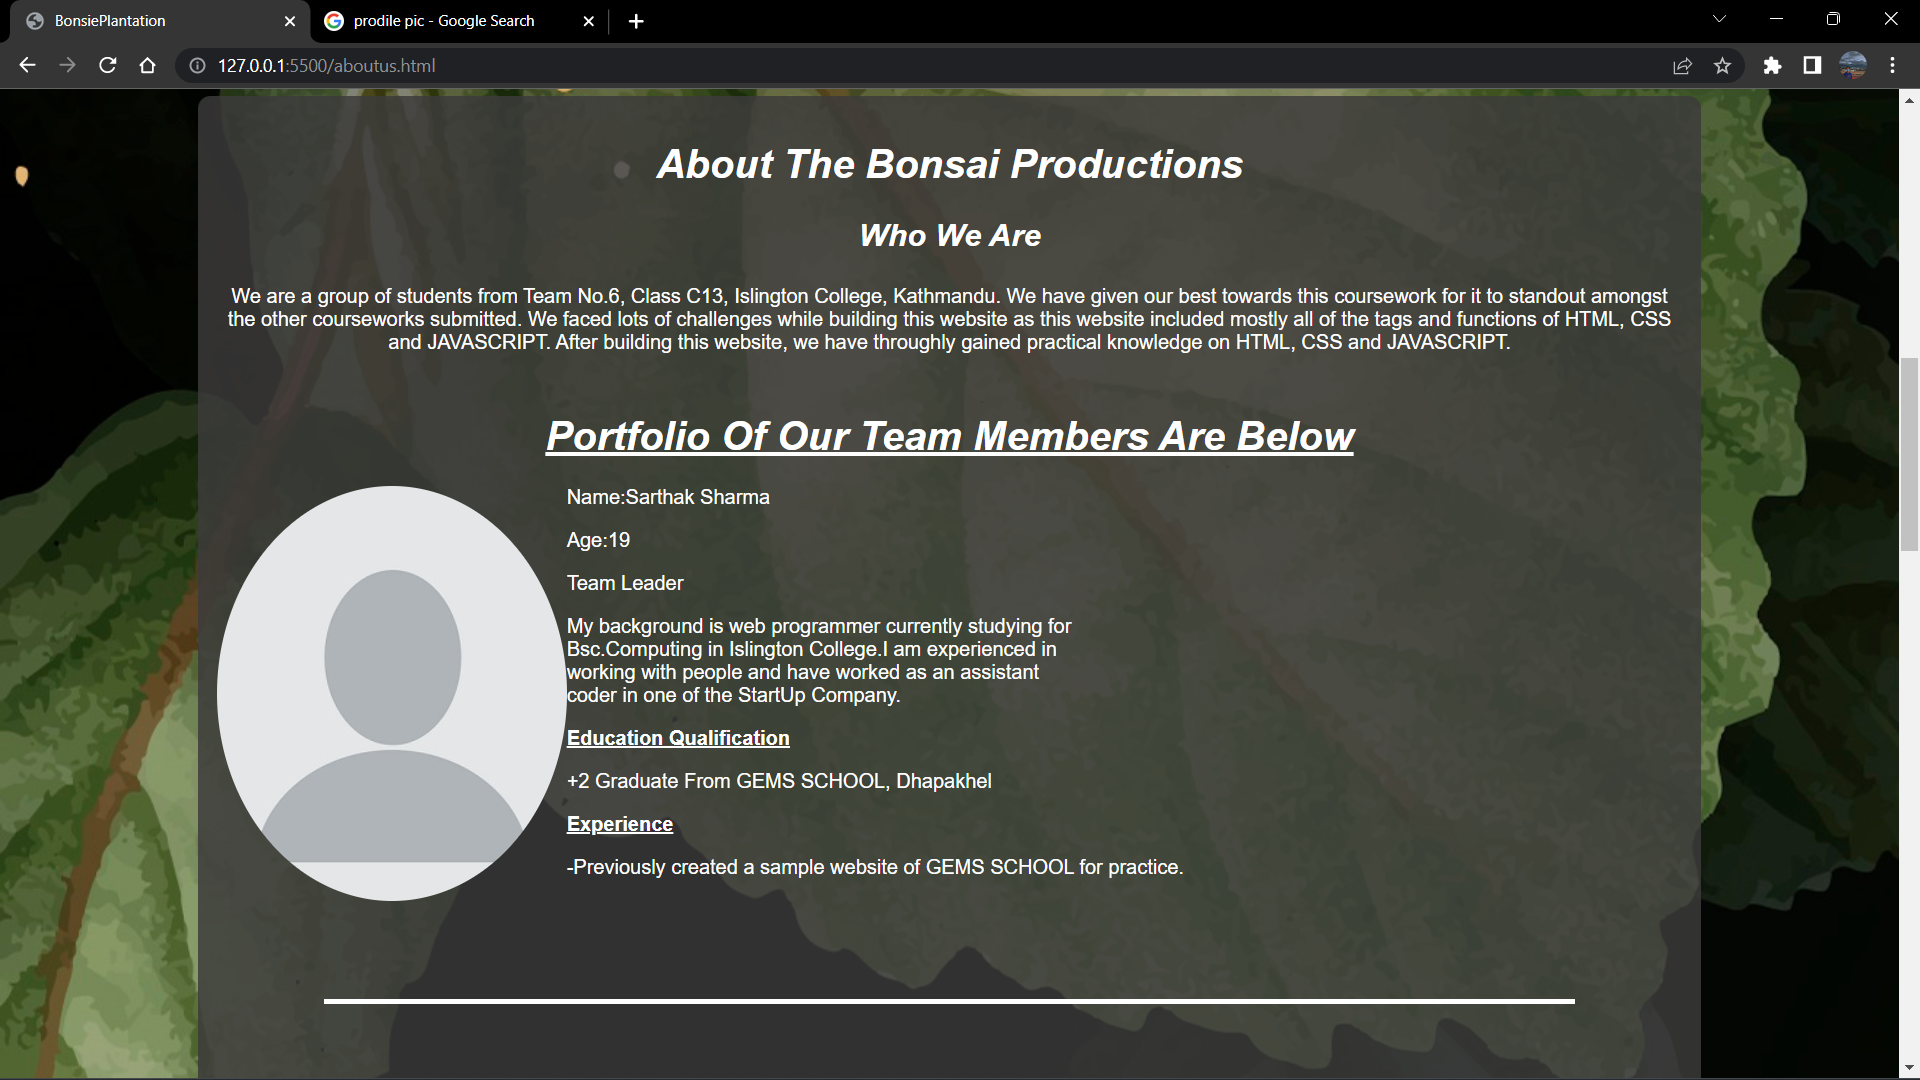 BonsiePlantation
prodile pic - Google Search
127.0.0.1:5500/aboutus.html
About The Bonsai Productions
Who We Are
We are a group of students from Team No.6, Class C13, Islington College, Kathmandu. We have given our best towards this coursework for it to standout amongst
the other courseworks submitted. We faced lots of challenges while building this website as this website included mostly all of the tags and functions of HTML, CSS
and JAVASCRIPT. After building this website, we have throughly gained practical knowledge on HTML, CSS and JAVASCRIPT.
Portfolio Of Our Team Members Are Below
Name:Sarthak Sharma
Age:19
Team Leader
My background is web programmer currently studying for
Bsc.Computing in Islington College.I am experienced in
working with people and have worked as an assistant
coder in one of the StartUp Company.
Education Qualification
+2 Graduate From GEMS SCHOOL, Dhapakhel
Experience
-Previously created a sample website of GEMS SCHOOL for practice.